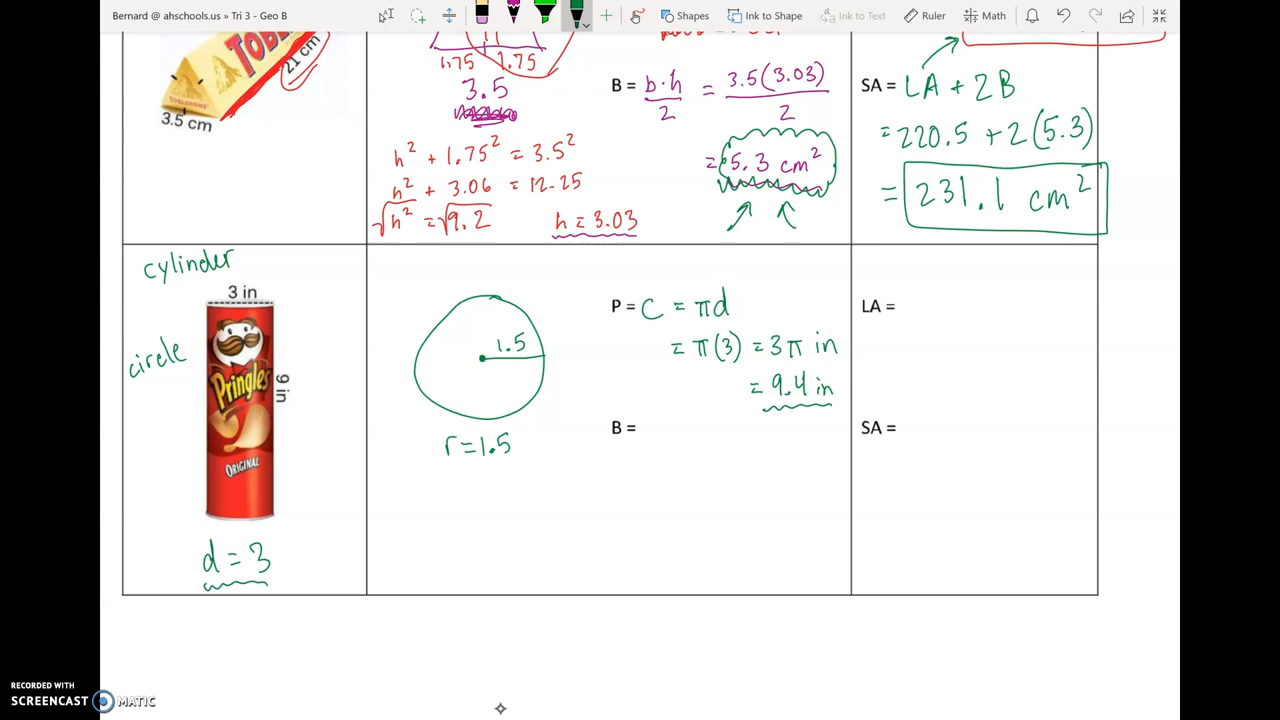 Bernard @ ahschools.us » Tri 3 - Geo B
Shapes
Ink to Shape
Ink to Text
Ruler
Math
TOBL
TOBLERONE
21 cm
3.5 cm
1.75 1.75
3.5
h² + 1.75² = 3.5²
h² + 3.06 = 12.25
√h² = √9.2 h = 3.03
B = b·h/2 = 3.5(3.03)/2
= 5.3 cm²
SA = LA + 2B
= 220.5 + 2(5.3)
= 231.1 cm²
cylinder
3 in
circle
Pringles
ORIGINAL
9 in
d = 3
1.5
r = 1.5
P = C = πd
= π(3) = 3π in
= 9.4 in
B =
LA =
SA =
RECORDED WITH
SCREENCAST MATIC